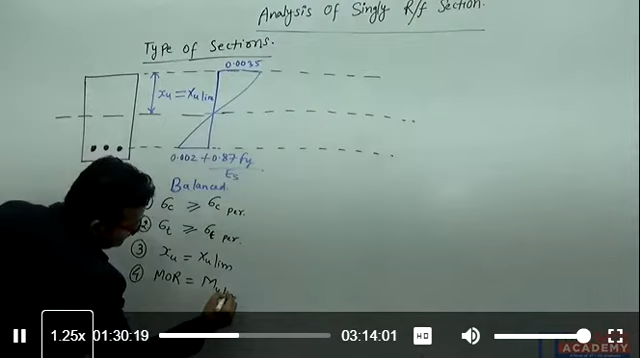 Analysis of Singly R/f Section.
Type of Sections.
0.0035
xu = xulim
0.002 + 0.87 fy
Es
Balanced
① σc ⩾ σc per.
② σt ⩾ σt per.
③ xu = xulim
④ MOR = Mu
1.25x 01:30:19 03:14:01 HD
ACADEMY